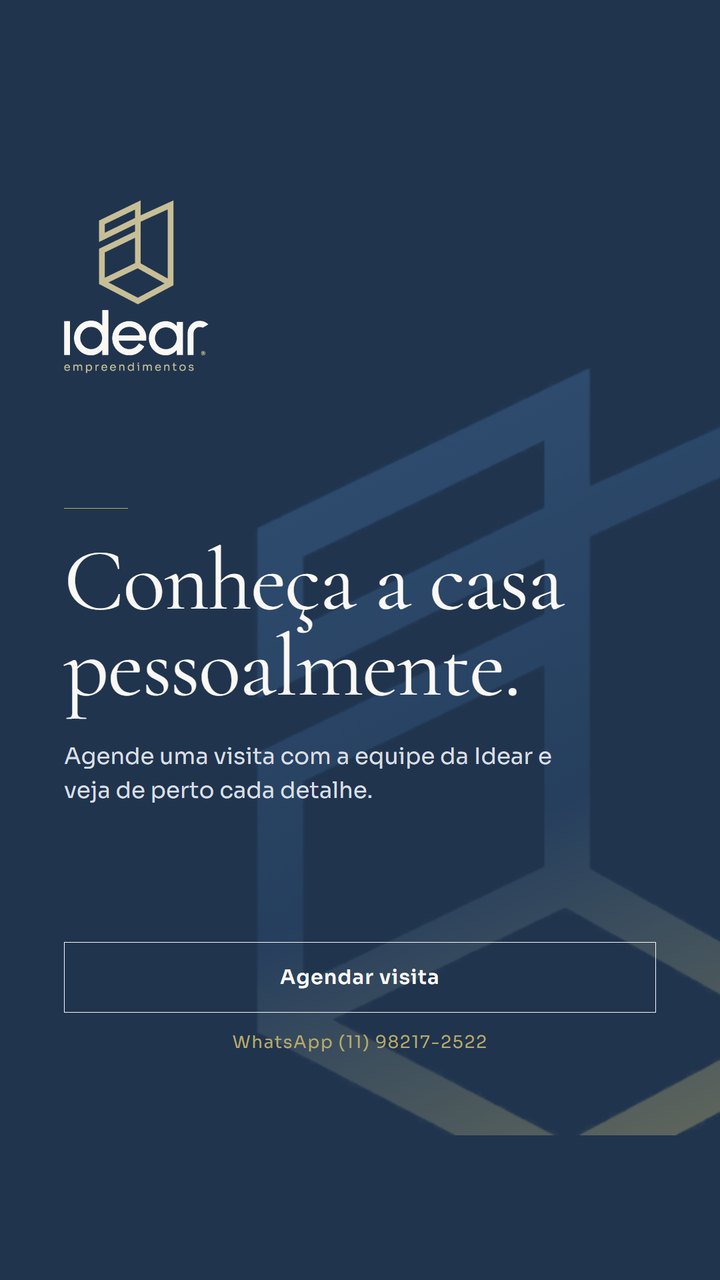 idear®
empreendimentos
Conheça a casa
pessoalmente.
Agende uma visita com a equipe da Idear e
veja de perto cada detalhe.
Agendar visita
WhatsApp (11) 98217-2522